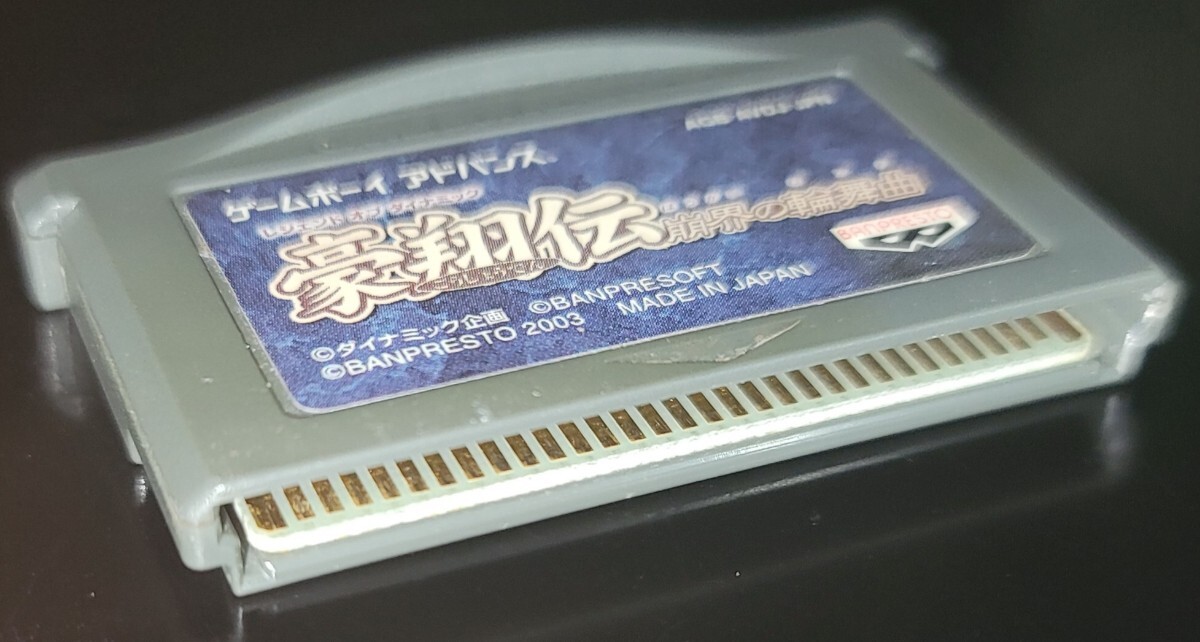 ゲームボーイ アドバンス
レジェンド オブ ダイナミック
豪翔伝
崩界の輪舞曲
BANPRESTO
©ダイナミック企画 ©BANPRESOFT
©BANPRESTO 2003 MADE IN JAPAN